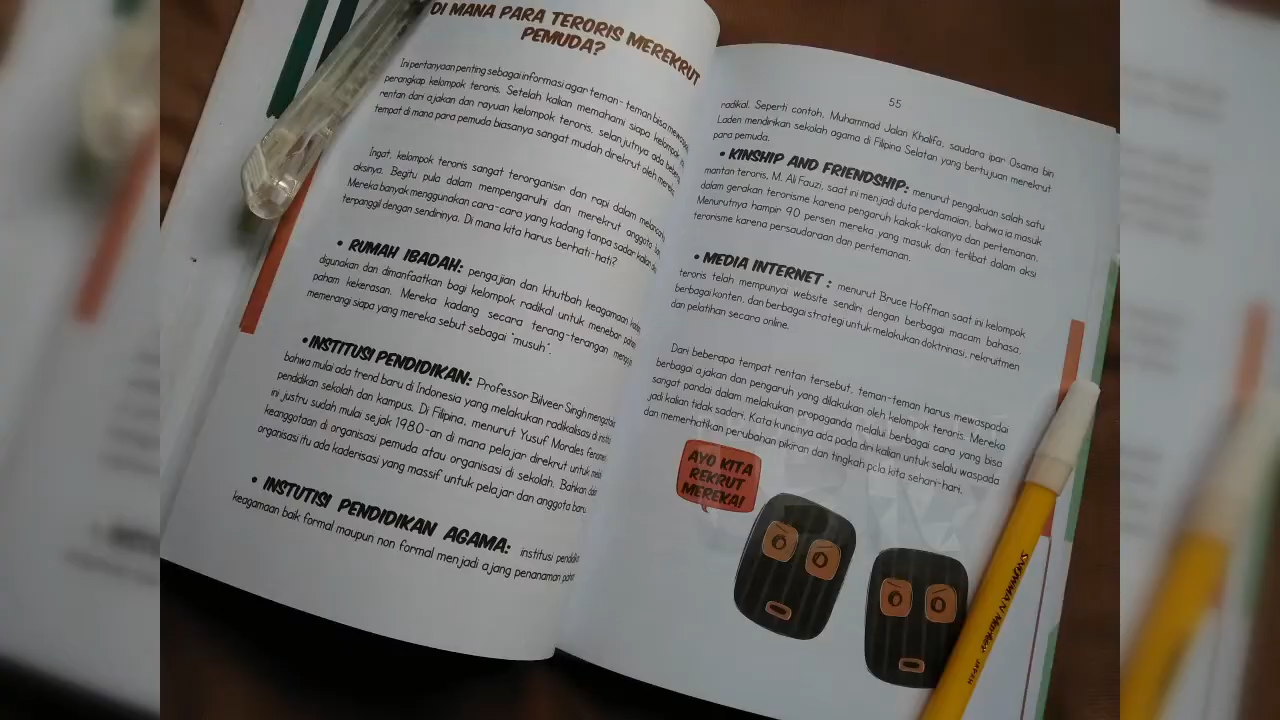 DI MANA PARA TERORIS MEREKRUT
PEMUDA?
Ini pertanyaan penting sebagai informasi agar teman-teman bisa
perangkap kelompok teroris. Setelah kalian memahami siapa kelompok
rentan dari ajakan dan rayuan kelompok teroris, selanjutnya ada
tempat di mana para pemuda biasanya sangat mudah direkrut oleh
Ingat, kelompok teroris sangat terorganisir dan rapi dalam
aksinya. Begitu pula dalam mempengaruhi dan merekrut anggota
Mereka banyak menggunakan cara-cara yang kadang tanpa sadar kalian
terpanggil dengan sendirinya. Di mana kita harus berhati-hati?
• RUMAH IBADAH: pengajian dan khutbah keagamaan
digunakan dan dimanfaatkan bagi kelompok radikal untuk menebar
paham kekerasan. Mereka kadang secara terang-terangan
memerangi siapa yang mereka sebut sebagai "musuh".
• INSTITUSI PENDIDIKAN: Professor Bilveer Singh
bahwa mulai ada trend baru di Indonesia yang melakukan radikalisasi di
pendidikan sekolah dan kampus. Di Filipina, menurut Yusuf Morales
ini justru sudah mulai sejak 1980-an di mana pelajar direkrut untuk
keanggotaan di organisasi pemuda atau organisasi di sekolah. Bahkan
organisasi itu ada kaderisasi yang massif untuk pelajar dan anggota baru.
• INSTUTISI PENDIDIKAN AGAMA: institusi
keagamaan baik formal maupun non formal menjadi ajang penanaman
55
radikal. Seperti contoh, Muhammad Jalan Khalifa, saudara ipar Osama bin
Laden mendirikan sekolah agama di Filipina Selatan yang bertujuan merekrut
para pemuda.
• KINSHIP AND FRIENDSHIP: menurut pengakuan salah satu
mantan teroris, M. Ali Fauzi, saat ini menjadi duta perdamaian, bahwa ia masuk
dalam gerakan terorisme karena pengaruh kakak-kakanya dan pertemanan.
Menurutnya hampir 90 persen mereka yang masuk dan terlibat dalam aksi
terorisme karena persaudaraan dan pertemanan.
• MEDIA INTERNET : menurut Bruce Hoffman saat ini kelompok
teroris telah mempunyai website sendiri dengan berbagai macam bahasa,
berbagai konten, dan berbagai strategi untuk melakukan doktrinasi, rekruitmen
dan pelatihan secara online.
Dari beberapa tempat rentan tersebut, teman-teman harus mewaspadai
berbagai ajakan dan pengaruh yang dilakukan oleh kelompok teroris. Mereka
sangat pandai dalam melakukan propaganda melalui berbagai cara yang bisa
jadi kalian tidak sadari. Kata kuncinya ada pada diri kalian untuk selalu waspada
dan memerhatikan perubahan pikiran dan tingkah pola kita sehari-hari.
AYO KITA
REKRUT
MEREKA!
SNOWMAN Marker JAPAN